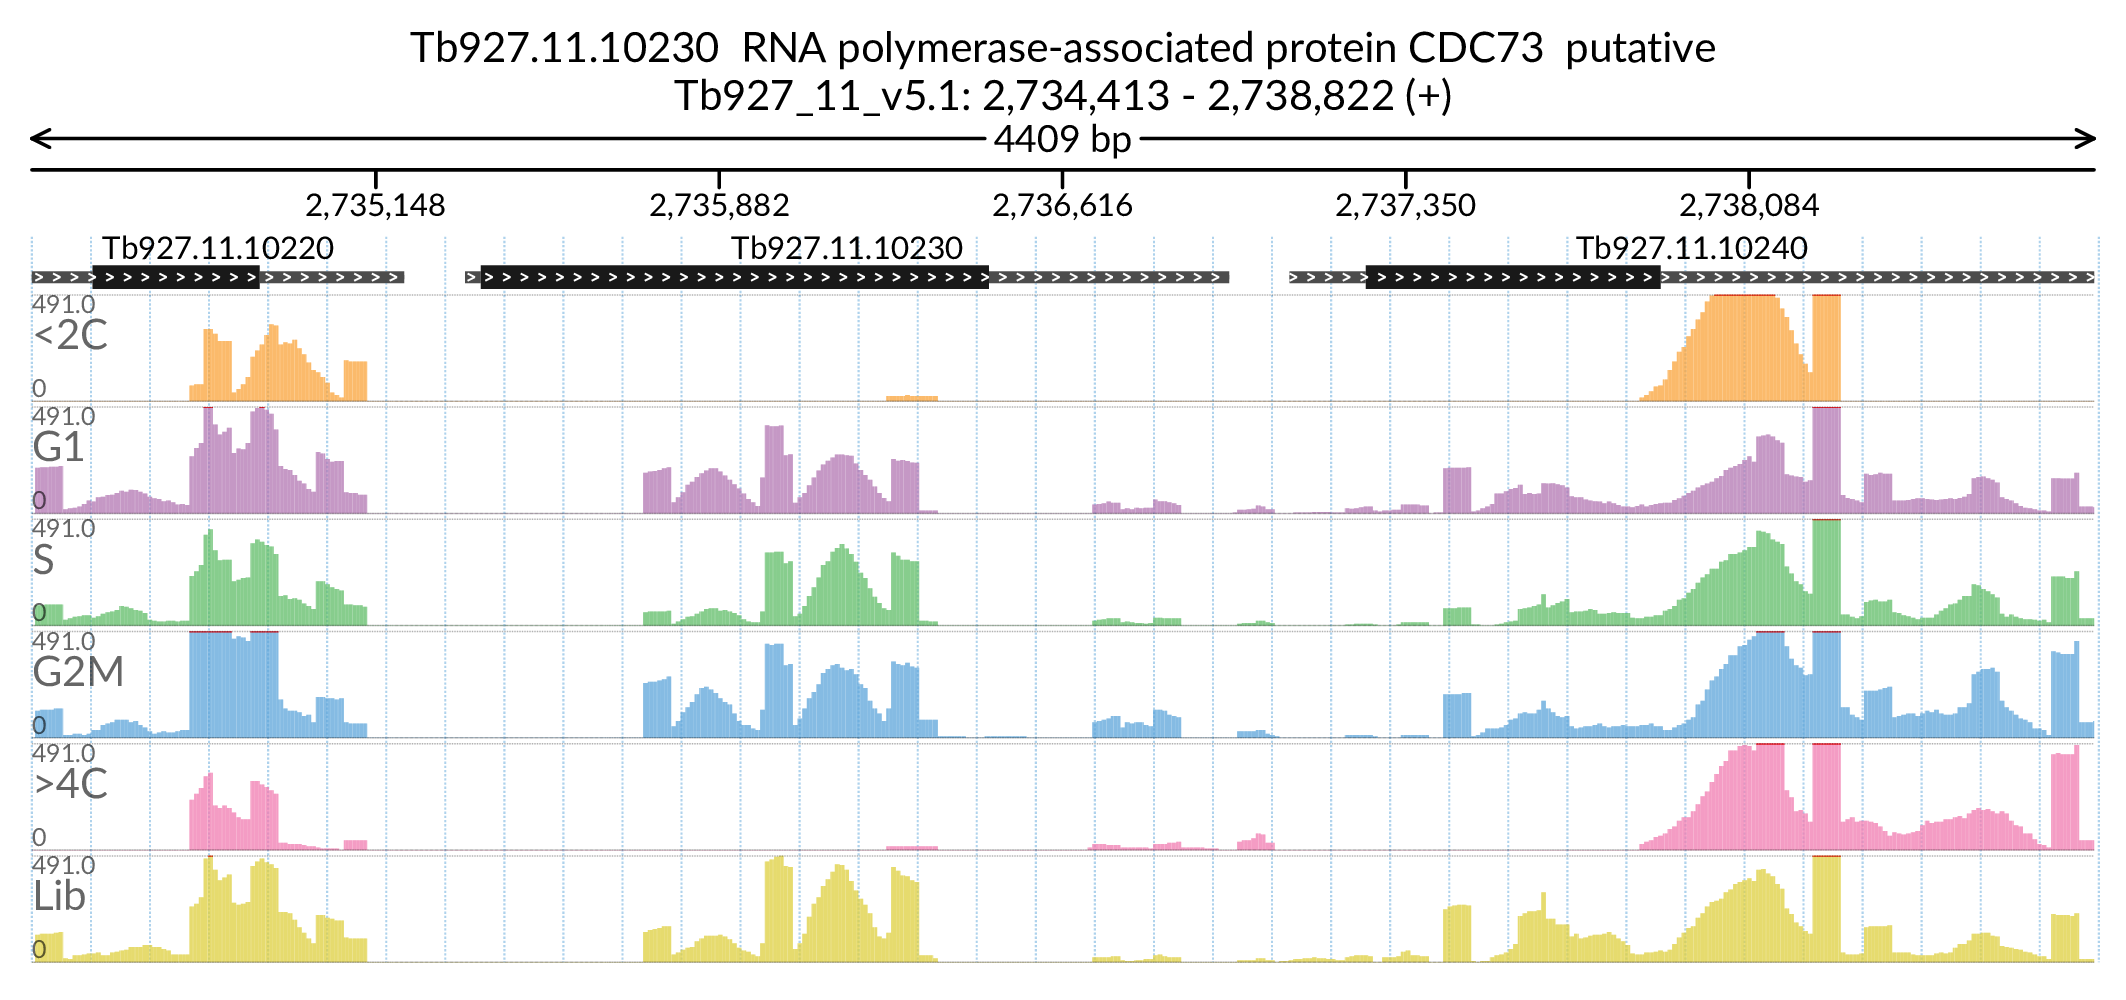 Tb927.11.10230  RNA polymerase-associated protein CDC73  putative
Tb927_11_v5.1: 2,734,413 - 2,738,822 (+)
4409 bp
2,735,148 2,735,882 2,736,616 2,737,350 2,738,084
Tb927.11.10220 Tb927.11.10230 Tb927.11.10240
491.0
<2C
0
491.0
G1
0
491.0
S
0
491.0
G2M
0
491.0
>4C
0
491.0
Lib
0